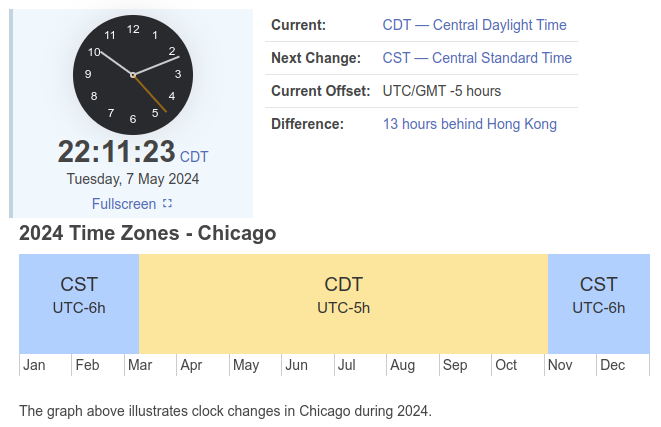 12
11 1
10 2
9 3
8 4
7 5
6
22:11:23 CDT
Tuesday, 7 May 2024
Fullscreen
Current: CDT — Central Daylight Time
Next Change: CST — Central Standard Time
Current Offset: UTC/GMT -5 hours
Difference: 13 hours behind Hong Kong
2024 Time Zones - Chicago
CST CDT CST
UTC-6h UTC-5h UTC-6h
Jan Feb Mar Apr May Jun Jul Aug Sep Oct Nov Dec
The graph above illustrates clock changes in Chicago during 2024.